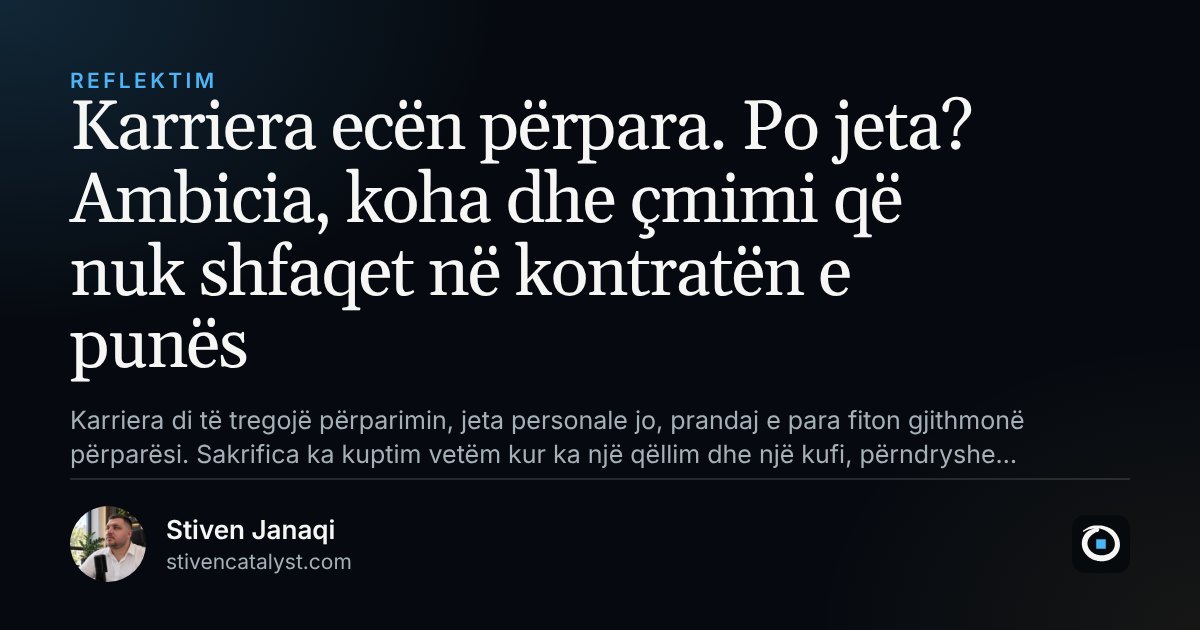 REFLEKTIM
Karriera ecën përpara. Po jeta?
Ambicia, koha dhe çmimi që
nuk shfaqet në kontratën e
punës
Karriera di të tregojë përparimin, jeta personale jo, prandaj e para fiton gjithmonë
përparësi. Sakrifica ka kuptim vetëm kur ka një qëllim dhe një kufi, përndryshe...
Stiven Janaqi
stivencatalyst.com